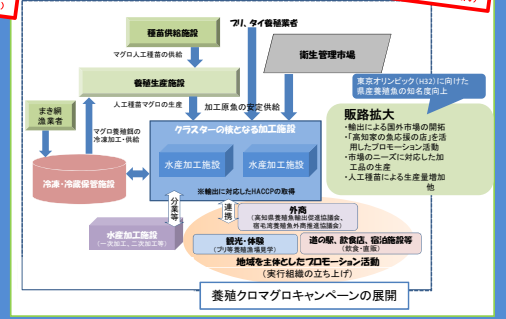 種苗供給施設
ブリ、タイ養殖業者
マグロ人工種苗の供給
衛生管理市場
養殖生産施設
東京オリンピック(H32)に向けた
県産養殖魚の知名度向上
人工種苗マグロの生産
加工原魚の安定供給
まき網
漁業者
マグロ養殖餌の
冷凍加工・供給
クラスターの核となる加工施設
水産加工施設
水産加工施設
※輸出に対応したHACCPの取得
販路拡大
・輸出による国外市場の開拓
・「高知家の魚応援の店」を活
用したプロモーション活動
・市場のニーズに対応した加
工品の生産
・人工種苗による生産量増加
他
冷凍・冷蔵保管施設
分業等
連携
水産加工施設
(一次加工、二次加工等)
外商
(高知県養殖魚輸出促進協議会、
宿毛湾養殖魚外商推進協議会)
観光・体験
(ブリ等養殖漁場見学)
道の駅、飲食店、宿泊施設等
(飲食・直販)
地域を主体としたプロモーション活動
(実行組織の立ち上げ)
養殖クロマグロキャンペーンの展開